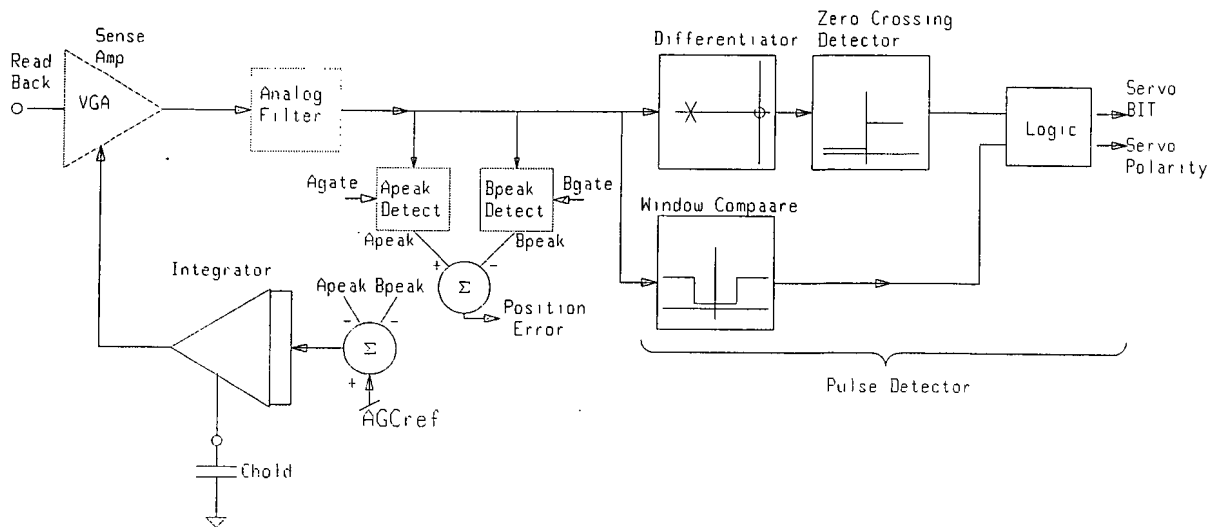 Sense
Amp
Read
Back
VGA
Analog
Filter
Differentiator
Zero Crossing
Detector
Logic
Servo
BIT
Servo
Polarity
Agate
Apeak
Detect
Bpeak
Detect
Bgate
Window Compaare
Apeak
Bpeak
+
-
Σ
Position
Error
Integrator
Apeak Bpeak
-
-
Σ
+
AGCref
Chold
Pulse Detector